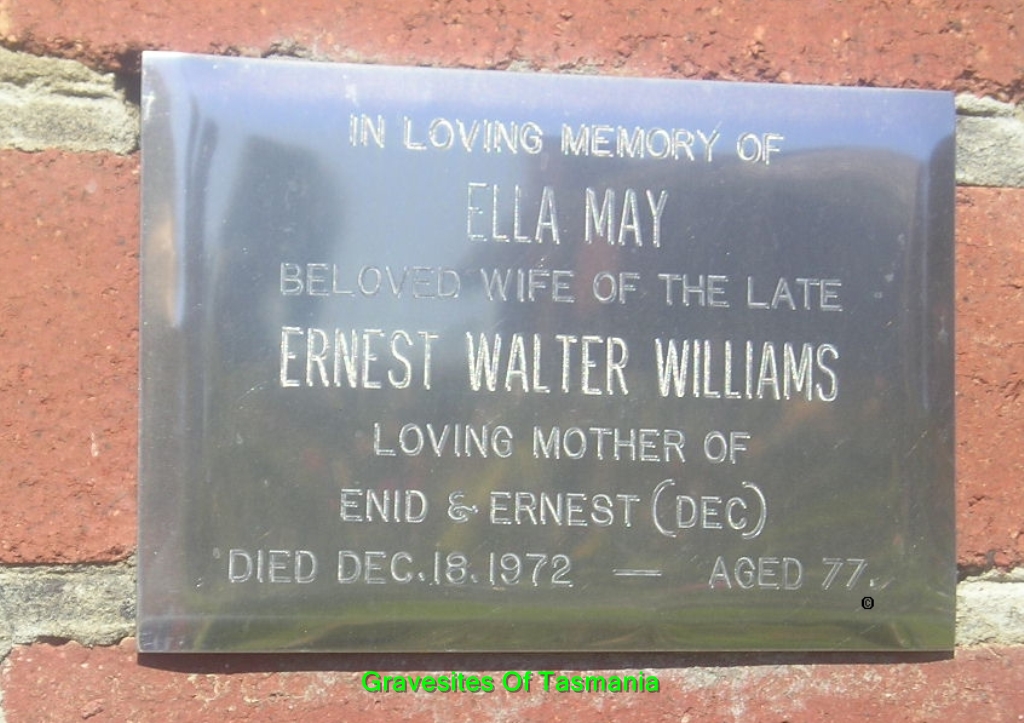 IN LOVING MEMORY OF
ELLA MAY
BELOVED WIFE OF THE LATE
ERNEST WALTER WILLIAMS
LOVING MOTHER OF
ENID & ERNEST (DEC)
DIED DEC. 18. 1972 — AGED 77.
©
Gravesites Of Tasmania